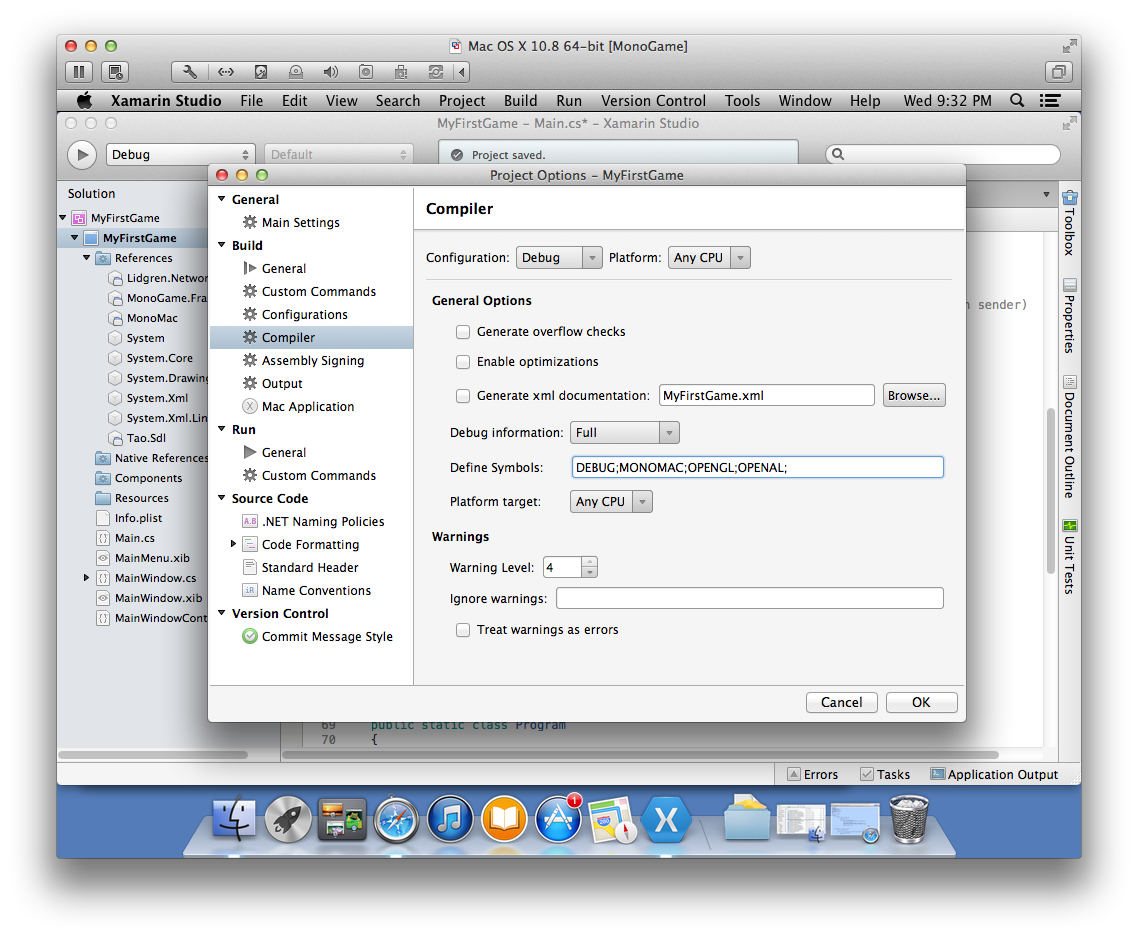 Mac OS X 10.8 64-bit [MonoGame]
Xamarin Studio File Edit View Search Project Build Run Version Control Tools Window Help Wed 9:32 PM
MyFirstGame – Main.cs* – Xamarin Studio
Debug Default Project saved.
Project Options – MyFirstGame
Solution
MyFirstGame
MyFirstGame
References
Lidgren.Networ
MonoGame.Fra
MonoMac
System
System.Core
System.Drawing
System.Xml
System.Xml.Lin
Tao.Sdl
Native References
Components
Resources
Info.plist
Main.cs
MainMenu.xib
MainWindow.cs
MainWindow.xib
MainWindowCont
General
Main Settings
Build
General
Custom Commands
Configurations
Compiler
Assembly Signing
Output
Mac Application
Run
General
Custom Commands
Source Code
.NET Naming Policies
Code Formatting
Standard Header
Name Conventions
Version Control
Commit Message Style
Compiler
Configuration: Debug Platform: Any CPU
General Options
Generate overflow checks
Enable optimizations
Generate xml documentation: MyFirstGame.xml Browse...
Debug information: Full
Define Symbols: DEBUG;MONOMAC;OPENGL;OPENAL;
Platform target: Any CPU
Warnings
Warning Level: 4
Ignore warnings:
Treat warnings as errors
Cancel OK
sender)
69 public static class Program
70 {
Toolbox
Properties
Document Outline
Unit Tests
Errors Tasks Application Output
1